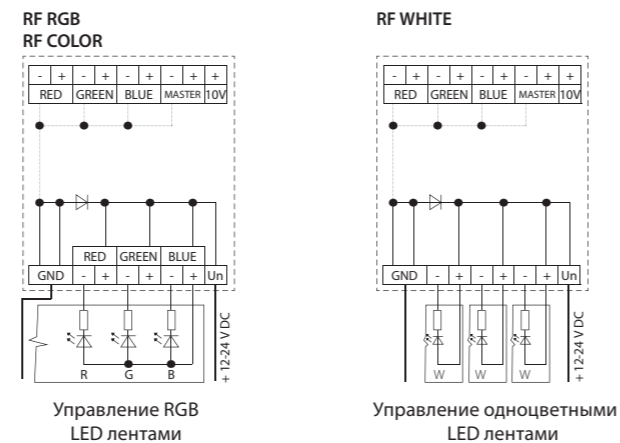 RF RGB
RF COLOR
- + - + - + - + +
RED GREEN BLUE MASTER 10V
RED GREEN BLUE
GND - + - + - + Un
R G B
+ 12-24 V DC
Управление RGB
LED лентами
RF WHITE
- + - + - + - + +
RED GREEN BLUE MASTER 10V
GND - + - + - + Un
W W W
+ 12-24 V DC
Управление одноцветными
LED лентами